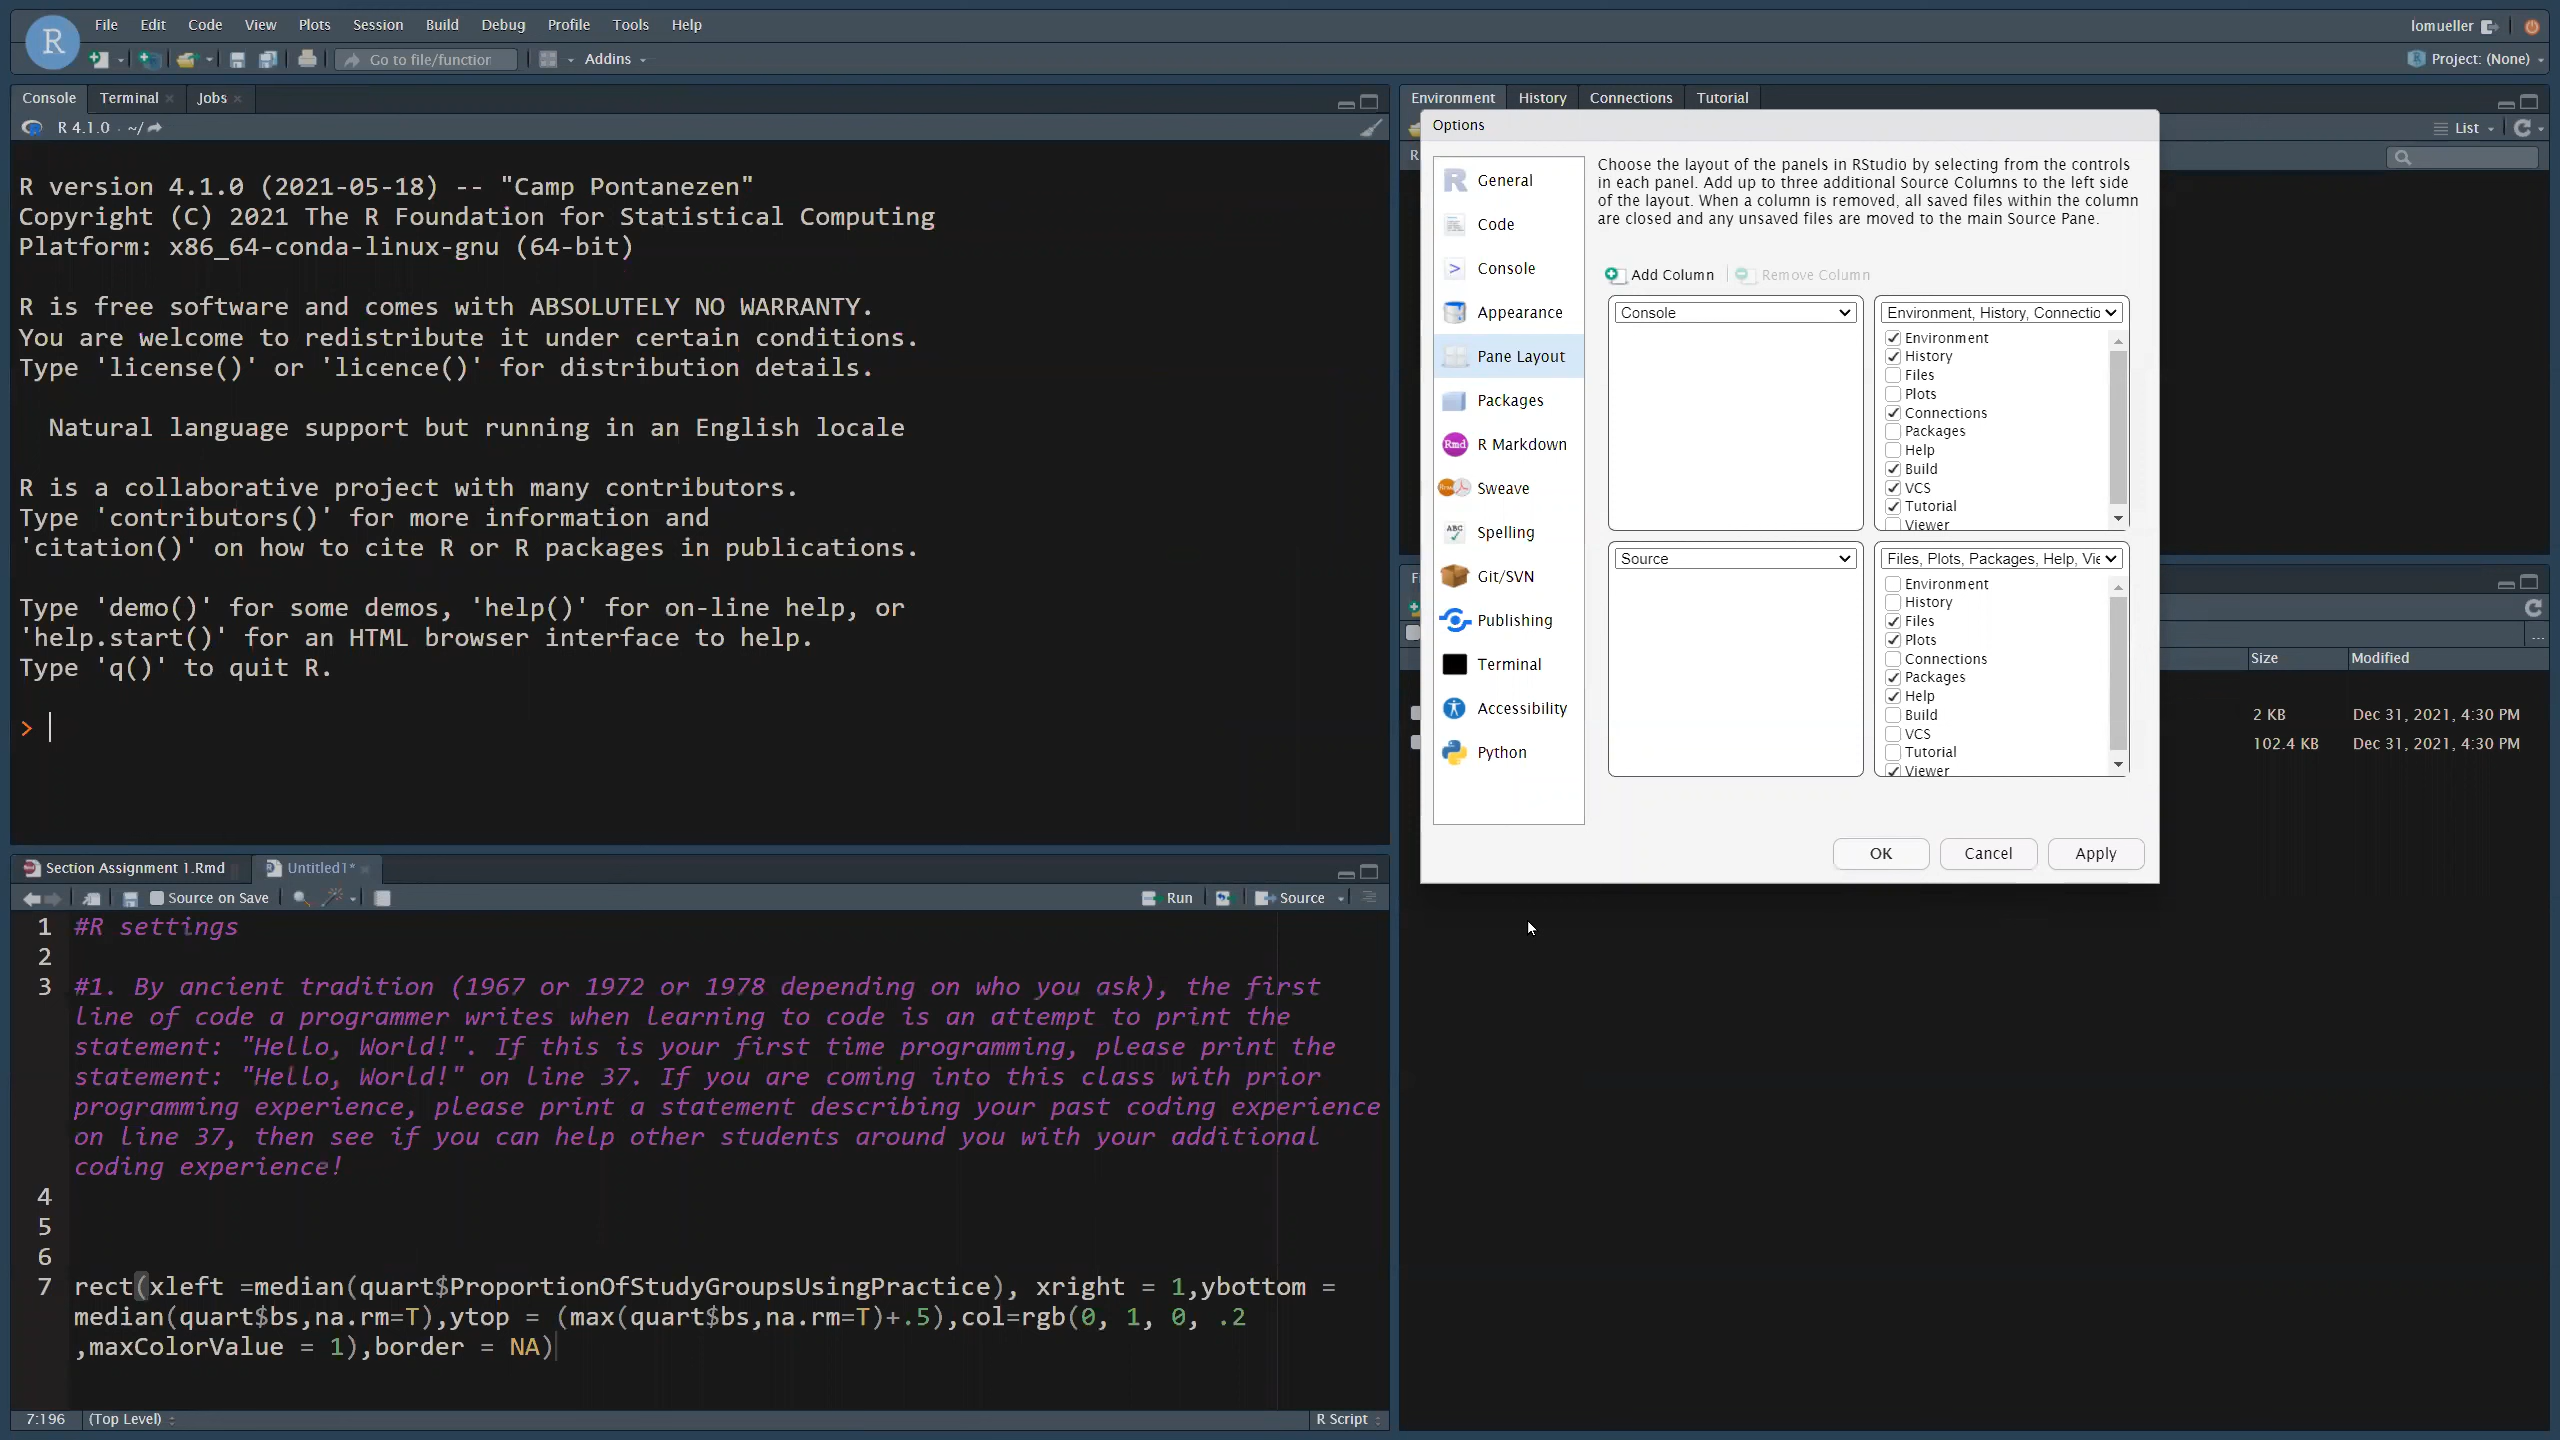 File Edit Code View Plots Session Build Debug Profile Tools Help
lomueller
R
Go to file/function
Addins
Project: (None)
Console Terminal Jobs
R 4.1.0 · ~/
R version 4.1.0 (2021-05-18) -- "Camp Pontanezen"
Copyright (C) 2021 The R Foundation for Statistical Computing
Platform: x86_64-conda-linux-gnu (64-bit)
R is free software and comes with ABSOLUTELY NO WARRANTY.
You are welcome to redistribute it under certain conditions.
Type 'license()' or 'licence()' for distribution details.
Natural language support but running in an English locale
R is a collaborative project with many contributors.
Type 'contributors()' for more information and
'citation()' on how to cite R or R packages in publications.
Type 'demo()' for some demos, 'help()' for on-line help, or
'help.start()' for an HTML browser interface to help.
Type 'q()' to quit R.
>
Section Assignment 1.Rmd Untitled1*
Source on Save
Run
Source
1 #R settings
2
3 #1. By ancient tradition (1967 or 1972 or 1978 depending on who you ask), the first
line of code a programmer writes when learning to code is an attempt to print the
statement: "Hello, World!". If this is your first time programming, please print the
statement: "Hello, World!" on line 37. If you are coming into this class with prior
programming experience, please print a statement describing your past coding experience
on line 37, then see if you can help other students around you with your additional
coding experience!
4
5
6
7 rect(xleft =median(quart$ProportionOfStudyGroupsUsingPractice), xright = 1,ybottom =
median(quart$bs,na.rm=T),ytop = (max(quart$bs,na.rm=T)+.5),col=rgb(0, 1, 0, .2
,maxColorValue = 1),border = NA)
7:196 (Top Level)
R Script
Environment History Connections Tutorial
List
R
Options
General
Code
Console
Appearance
Pane Layout
Packages
R Markdown
Sweave
Spelling
Git/SVN
Publishing
Terminal
Accessibility
Python
Choose the layout of the panels in RStudio by selecting from the controls
in each panel. Add up to three additional Source Columns to the left side
of the layout. When a column is removed, all saved files within the column
are closed and any unsaved files are moved to the main Source Pane.
Add Column Remove Column
Console
Environment, History, Connectio
Environment
History
Files
Plots
Connections
Packages
Help
Build
VCS
Tutorial
Viewer
Source
Files, Plots, Packages, Help, Vie
Environment
History
Files
Plots
Connections
Packages
Help
Build
VCS
Tutorial
Viewer
OK Cancel Apply
Size Modified
2 KB Dec 31, 2021, 4:30 PM
102.4 KB Dec 31, 2021, 4:30 PM